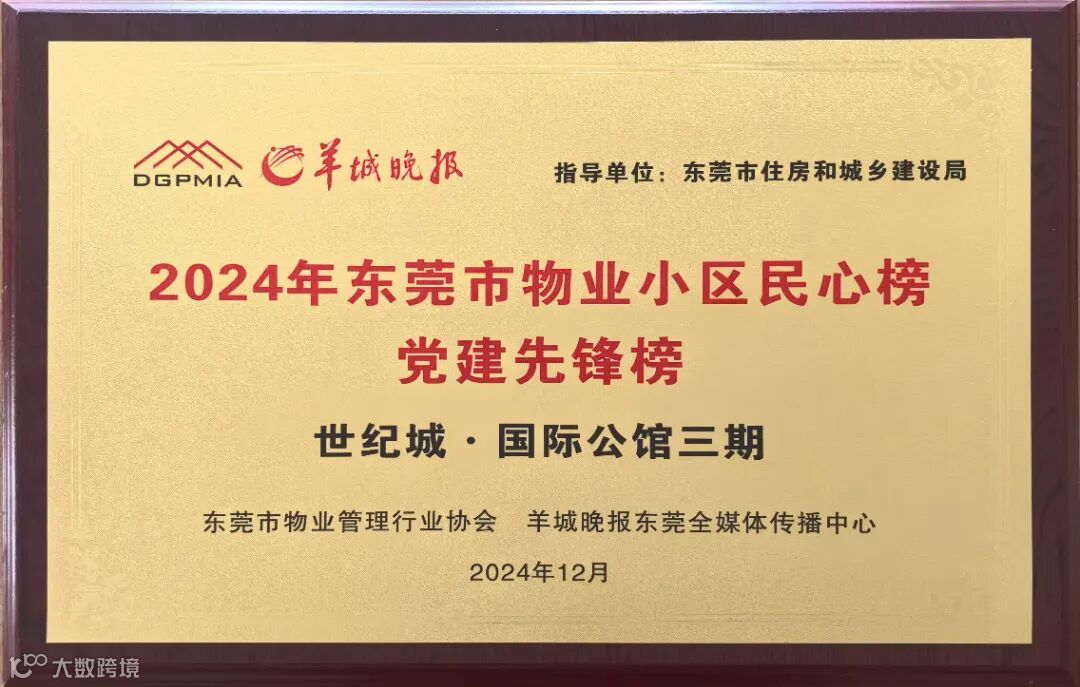 DGPMIA 羊城晚报 指导单位：东莞市住房和城乡建设局
2024年东莞市物业小区民心榜
党建先锋榜
世纪城·国际公馆三期
东莞市物业管理行业协会 羊城晚报东莞全媒体传播中心
2024年12月
大数跨境